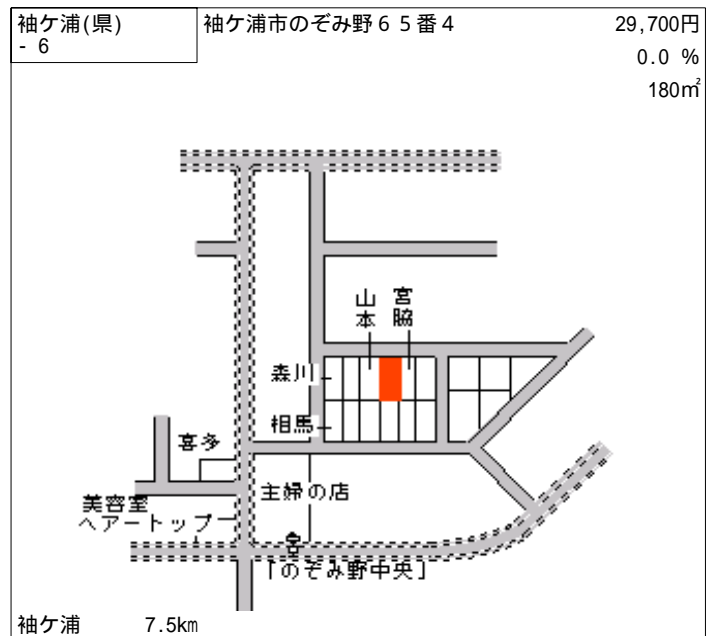 袖ケ浦(県)
- 6
袖ケ浦市のぞみ野６５番４
29,700円
0.0 %
180㎡
山本
宮脇
森川
相馬
喜多
主婦の店
美容室
ヘアートップ
「のぞみ野中央」
袖ケ浦 7.5km